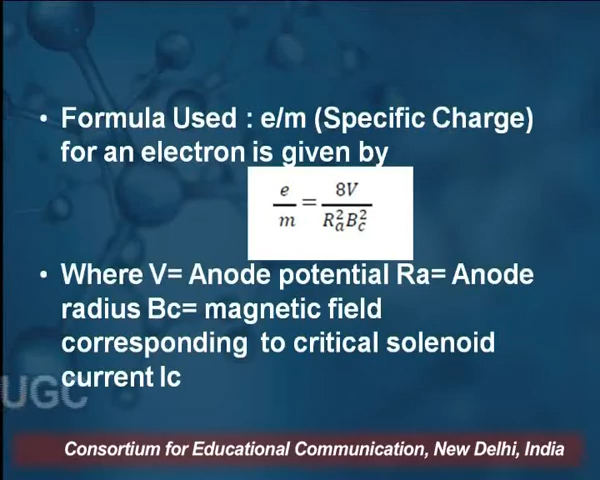 • Formula Used : e/m (Specific Charge)
for an electron is given by
e/m = 8V/R²ₐB²c
• Where V= Anode potential Ra= Anode
radius Bc= magnetic field
corresponding to critical solenoid
current Ic
UGC
Consortium for Educational Communication, New Delhi, India